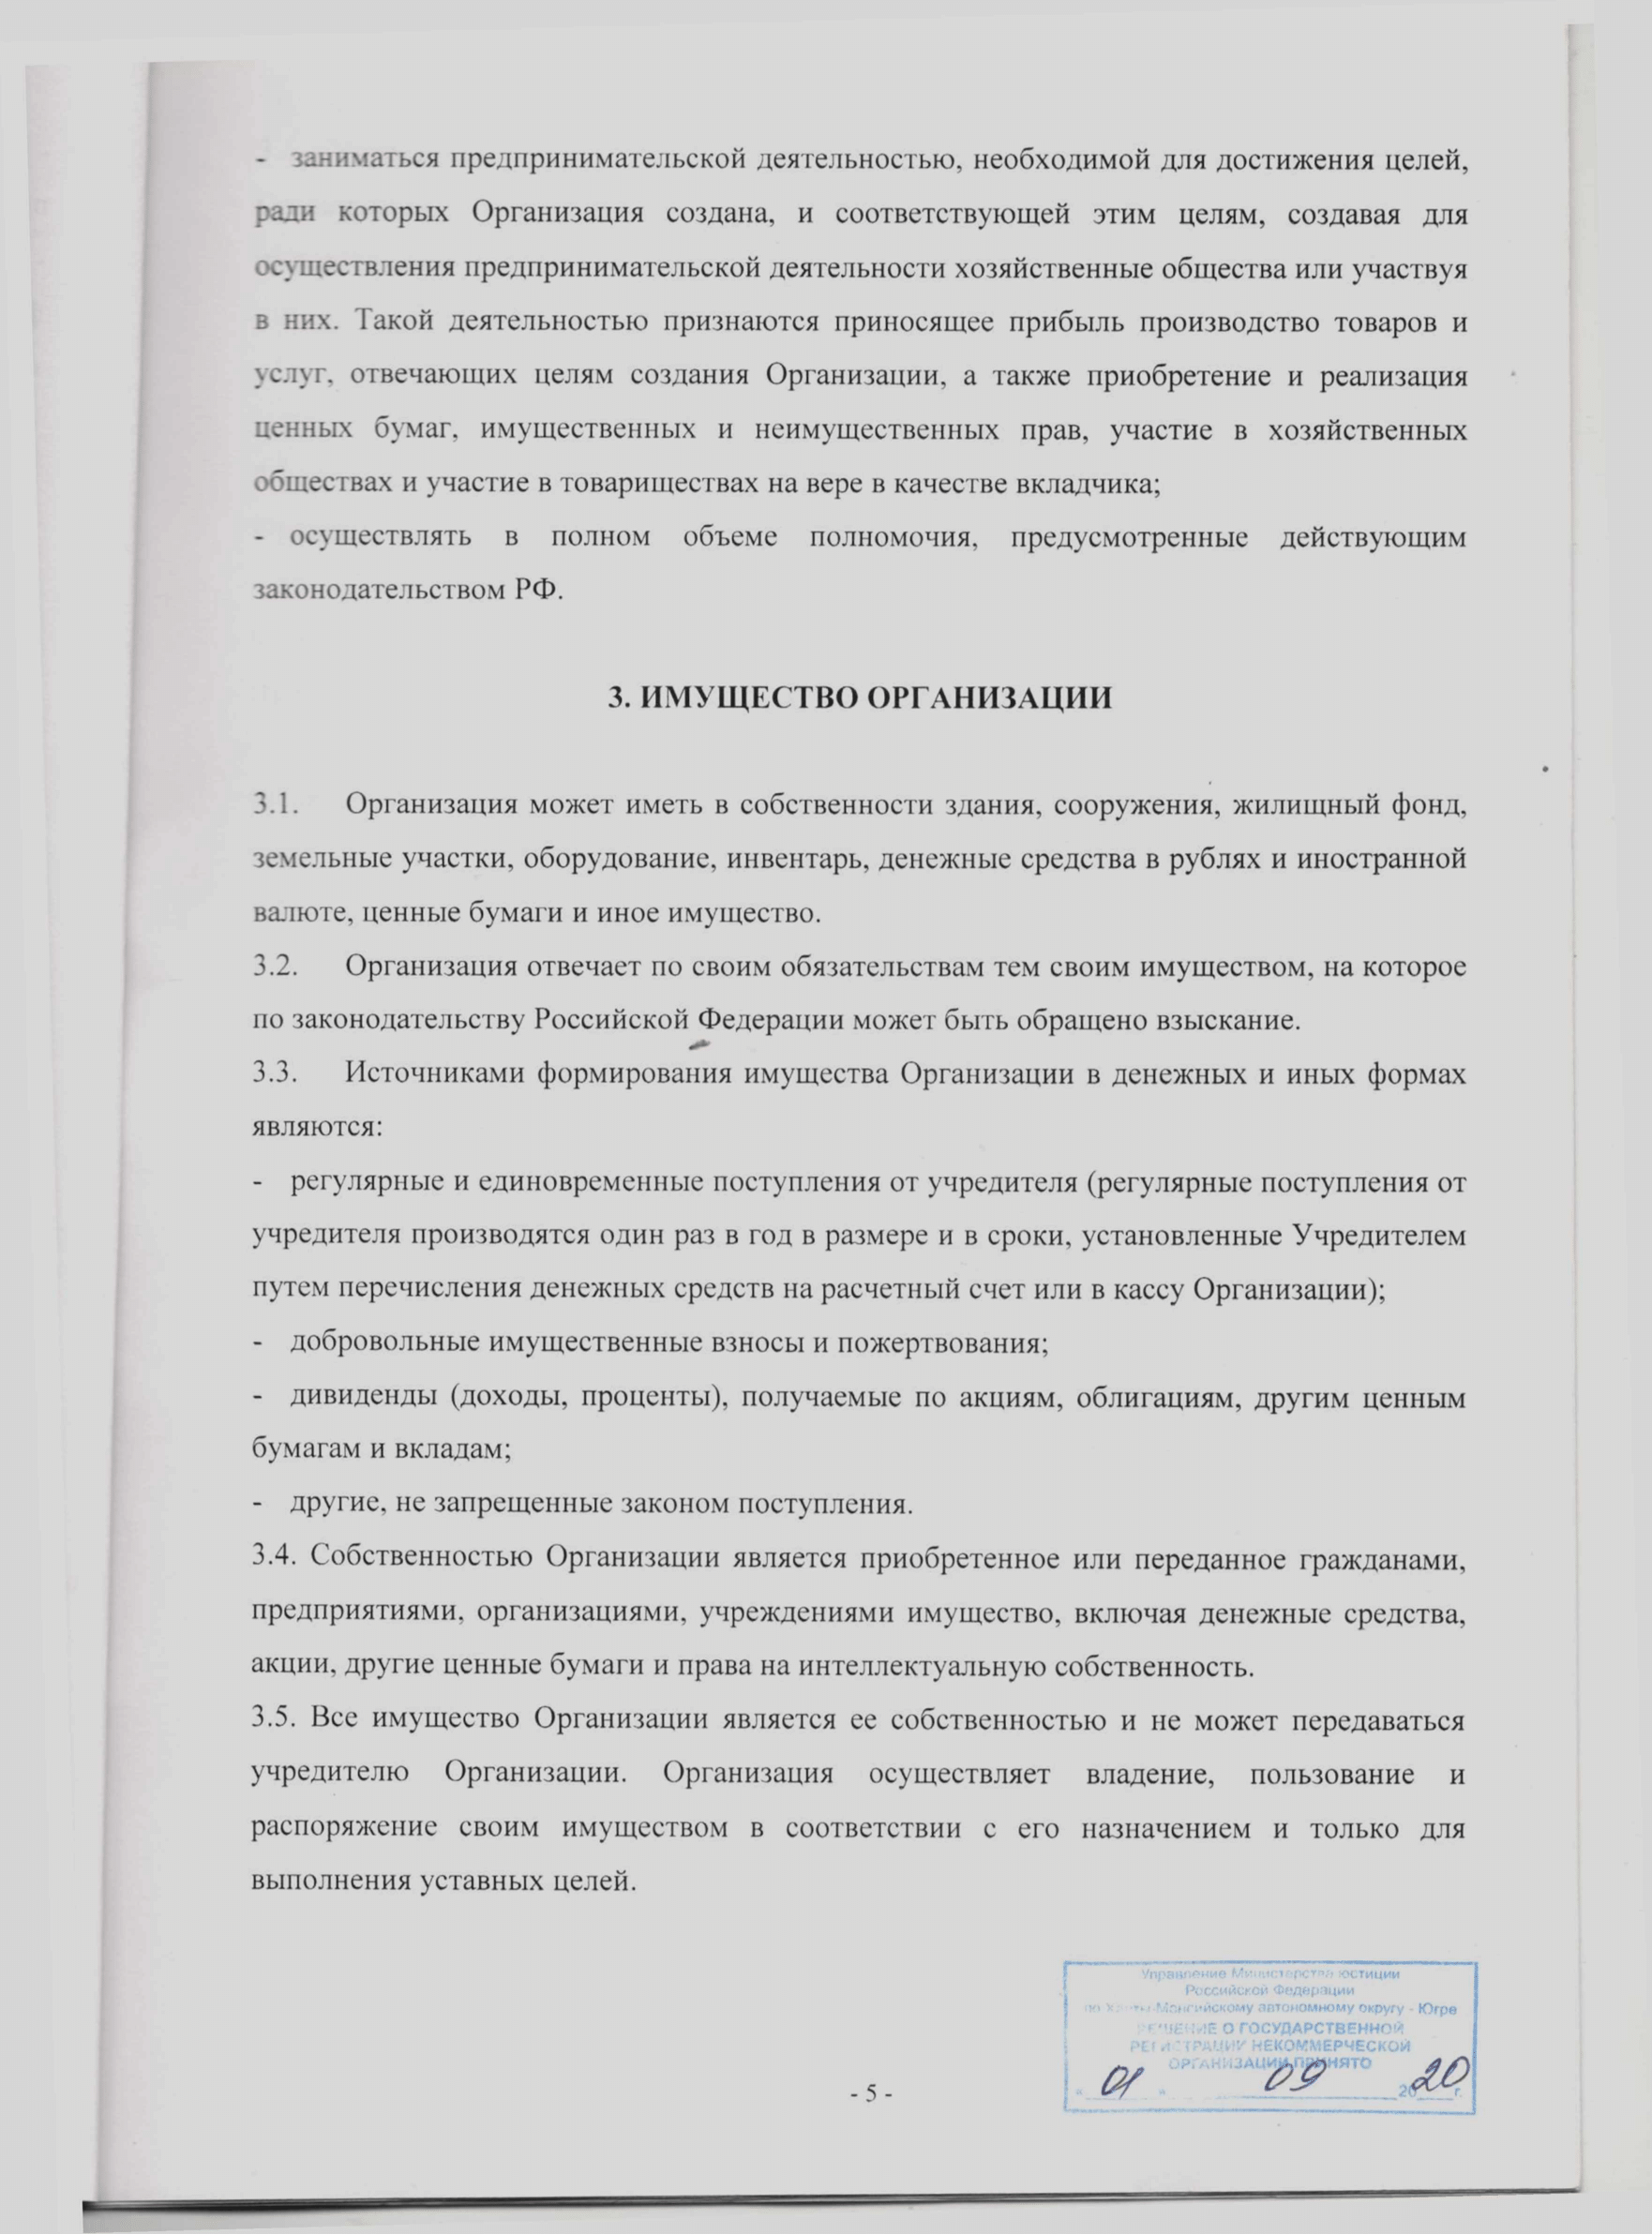 - заниматься предпринимательской деятельностью, необходимой для достижения целей,
ради которых Организация создана, и соответствующей этим целям, создавая для
осуществления предпринимательской деятельности хозяйственные общества или участвуя
в них. Такой деятельностью признаются приносящее прибыль производство товаров и
услуг, отвечающих целям создания Организации, а также приобретение и реализация
ценных бумаг, имущественных и неимущественных прав, участие в хозяйственных
обществах и участие в товариществах на вере в качестве вкладчика;
- осуществлять в полном объеме полномочия, предусмотренные действующим
законодательством РФ.
3. ИМУЩЕСТВО ОРГАНИЗАЦИИ
3.1. Организация может иметь в собственности здания, сооружения, жилищный фонд,
земельные участки, оборудование, инвентарь, денежные средства в рублях и иностранной
валюте, ценные бумаги и иное имущество.
3.2. Организация отвечает по своим обязательствам тем своим имуществом, на которое
по законодательству Российской Федерации может быть обращено взыскание.
3.3. Источниками формирования имущества Организации в денежных и иных формах
являются:
- регулярные и единовременные поступления от учредителя (регулярные поступления от
учредителя производятся один раз в год в размере и в сроки, установленные Учредителем
путем перечисления денежных средств на расчетный счет или в кассу Организации);
- добровольные имущественные взносы и пожертвования;
- дивиденды (доходы, проценты), получаемые по акциям, облигациям, другим ценным
бумагам и вкладам;
- другие, не запрещенные законом поступления.
3.4. Собственностью Организации является приобретенное или переданное гражданами,
предприятиями, организациями, учреждениями имущество, включая денежные средства,
акции, другие ценные бумаги и права на интеллектуальную собственность.
3.5. Все имущество Организации является ее собственностью и не может передаваться
учредителю Организации. Организация осуществляет владение, пользование и
распоряжение своим имуществом в соответствии с его назначением и только для
выполнения уставных целей.
Управление Министерства юстиции
Российской Федерации
по Ханты-Мансийскому автономному округу - Югре
РЕШЕНИЕ О ГОСУДАРСТВЕННОЙ
РЕГИСТРАЦИИ НЕКОММЕРЧЕСКОЙ
ОРГАНИЗАЦИИ ПРИНЯТО
« 01 » 09 2020 г.
- 5 -